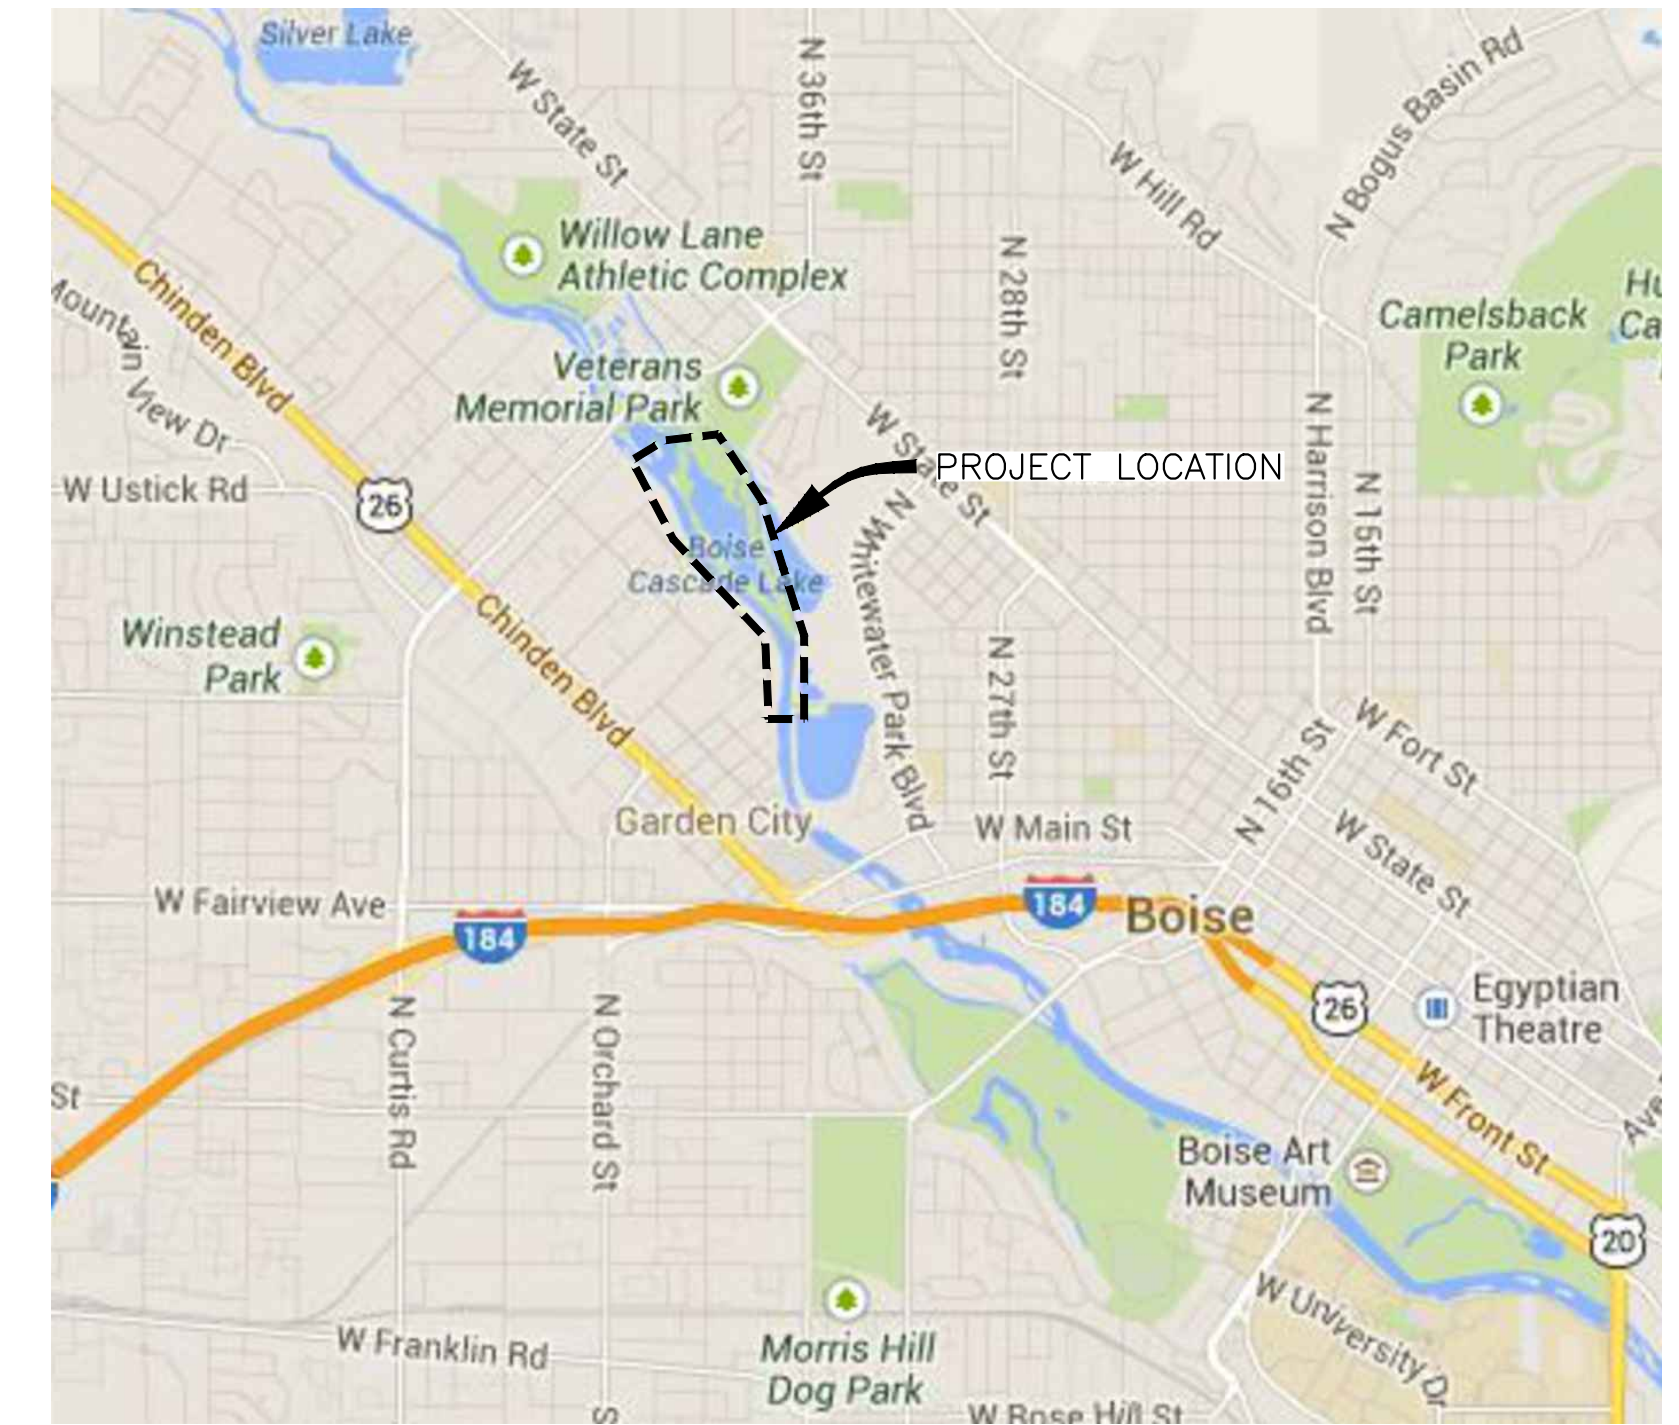 Silver Lake
W State St
N 36th St
N Bogus Basin Rd
W Hill Rd
Willow Lane
Athletic Complex
N 28th St
Chinden Blvd
Mountain View Dr
Camelsback
Park
Hu
Ca
Veterans
Memorial Park
W State St
N Harrison Blvd
N 15th St
PROJECT LOCATION
W Ustick Rd
26
Boise
Cascade Lake
N Whitewater Park Blvd
Chinden Blvd
Winstead
Park
N 27th St
W Fort St
N 16th St
Garden City
W Main St
W State St
W Fairview Ave
184
184
Boise
N Curtis Rd
N Orchard St
26
Egyptian
Theatre
St
W Front St
Ave
Boise Art
Museum
20
W University Dr
W Franklin Rd
Morris Hill
Dog Park
S
W Rose Hill St